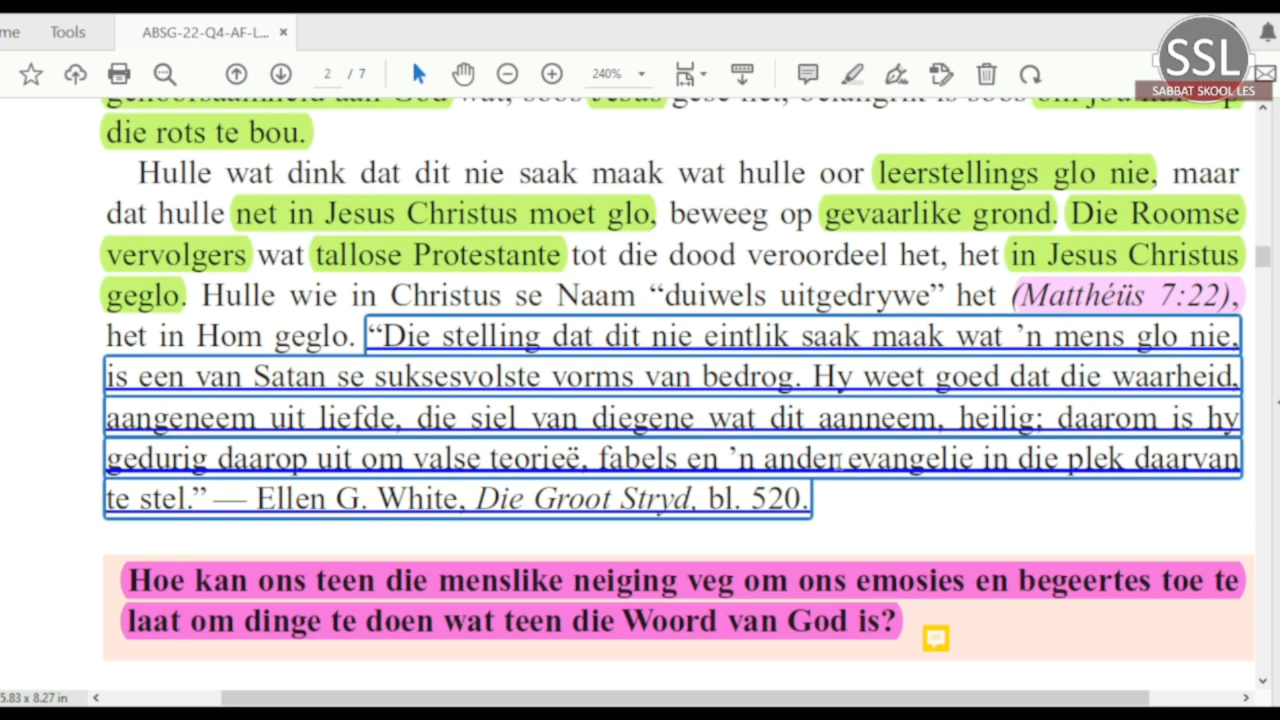 me Tools ABSG-22-Q4-AF-L... ×
2 / 7 240%
SSL
SABBAT SKOOL LES
die rots te bou.
Hulle wat dink dat dit nie saak maak wat hulle oor leerstellings glo nie, maar
dat hulle net in Jesus Christus moet glo, beweeg op gevaarlike grond. Die Roomse
vervolgers wat tallose Protestante tot die dood veroordeel het, het in Jesus Christus
geglo. Hulle wie in Christus se Naam “duiwels uitgedrywe” het (Matthéüs 7:22),
het in Hom geglo. “Die stelling dat dit nie eintlik saak maak wat ’n mens glo nie,
is een van Satan se suksesvolste vorms van bedrog. Hy weet goed dat die waarheid,
aangeneem uit liefde, die siel van diegene wat dit aanneem, heilig; daarom is hy
gedurig daarop uit om valse teorieë, fabels en ’n ander evangelie in die plek daarvan
te stel.” — Ellen G. White, Die Groot Stryd, bl. 520.
Hoe kan ons teen die menslike neiging veg om ons emosies en begeertes toe te
laat om dinge te doen wat teen die Woord van God is?
5.83 x 8.27 in